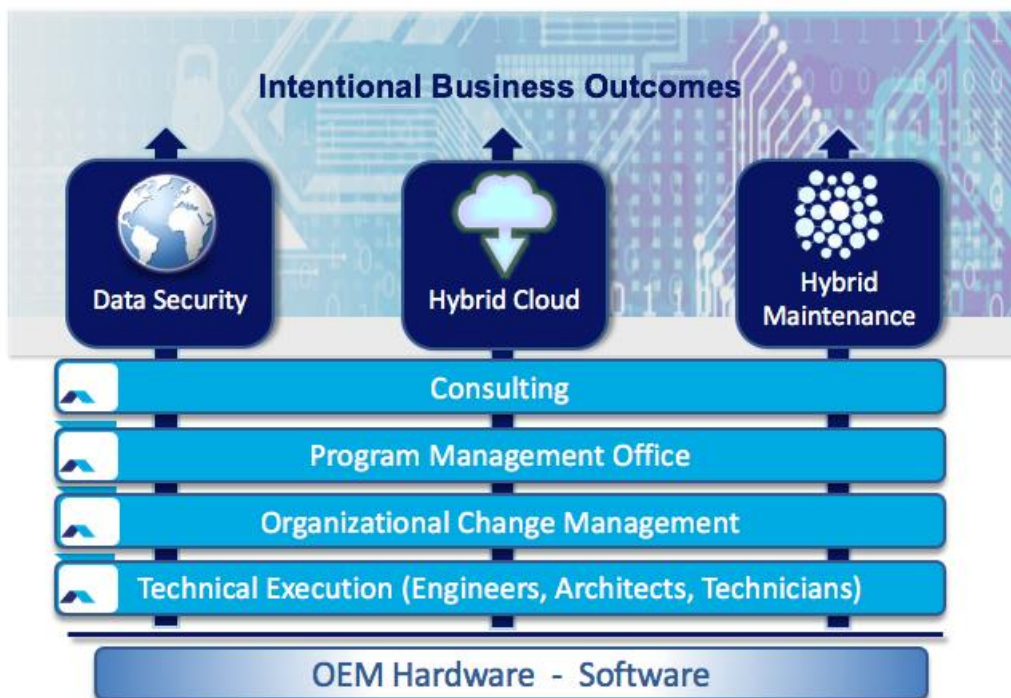 Intentional Business Outcomes
Data Security
Hybrid Cloud
Hybrid
Maintenance
Consulting
Program Management Office
Organizational Change Management
Technical Execution (Engineers, Architects, Technicians)
OEM Hardware - Software